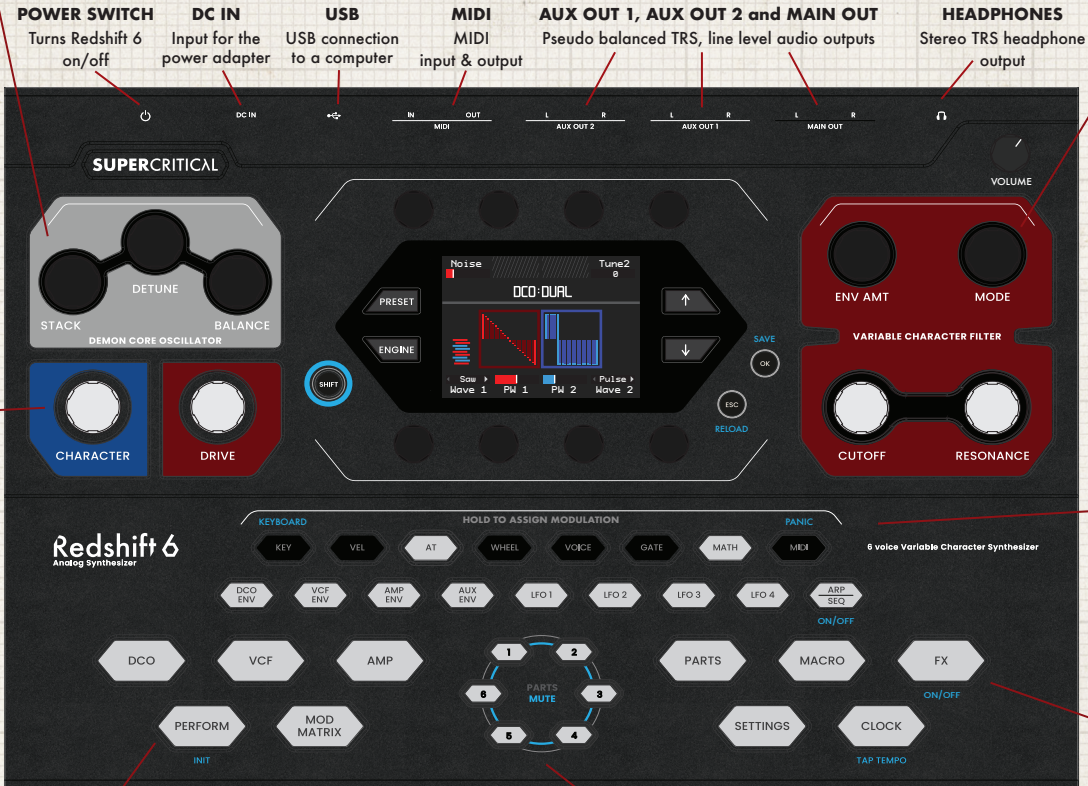 POWER SWITCH
Turns Redshift 6
on/off
DC IN
Input for the
power adapter
USB
USB connection
to a computer
MIDI
MIDI
input & output
AUX OUT 1, AUX OUT 2 and MAIN OUT
Pseudo balanced TRS, line level audio outputs
HEADPHONES
Stereo TRS headphone
output
DC IN
IN OUT
MIDI
L R
AUX OUT 2
L R
AUX OUT 1
L R
MAIN OUT
SUPERCRITICAL
VOLUME
STACK
DETUNE
BALANCE
DEMON CORE OSCILLATOR
CHARACTER
DRIVE
PRESET
ENGINE
SHIFT
Noise
Tune2
0
DCO:DUAL
Saw
Pulse
Wave 1 PW 1 PW 2 Wave 2
↑
↓
SAVE
OK
ESC
RELOAD
ENV AMT
MODE
VARIABLE CHARACTER FILTER
CUTOFF
RESONANCE
Redshift 6
Analog Synthesizer
KEYBOARD
HOLD TO ASSIGN MODULATION
PANIC
KEY
VEL
AT
WHEEL
VOICE
GATE
MATH
MIDI
6 voice Variable Character Synthesizer
DCO
ENV
VCF
ENV
AMP
ENV
AUX
ENV
LFO 1
LFO 2
LFO 3
LFO 4
ARP
SEQ
ON/OFF
DCO
VCF
AMP
PERFORM
INIT
MOD
MATRIX
1
2
3
4
5
6
PARTS
MUTE
PARTS
MACRO
FX
ON/OFF
SETTINGS
CLOCK
TAP TEMPO